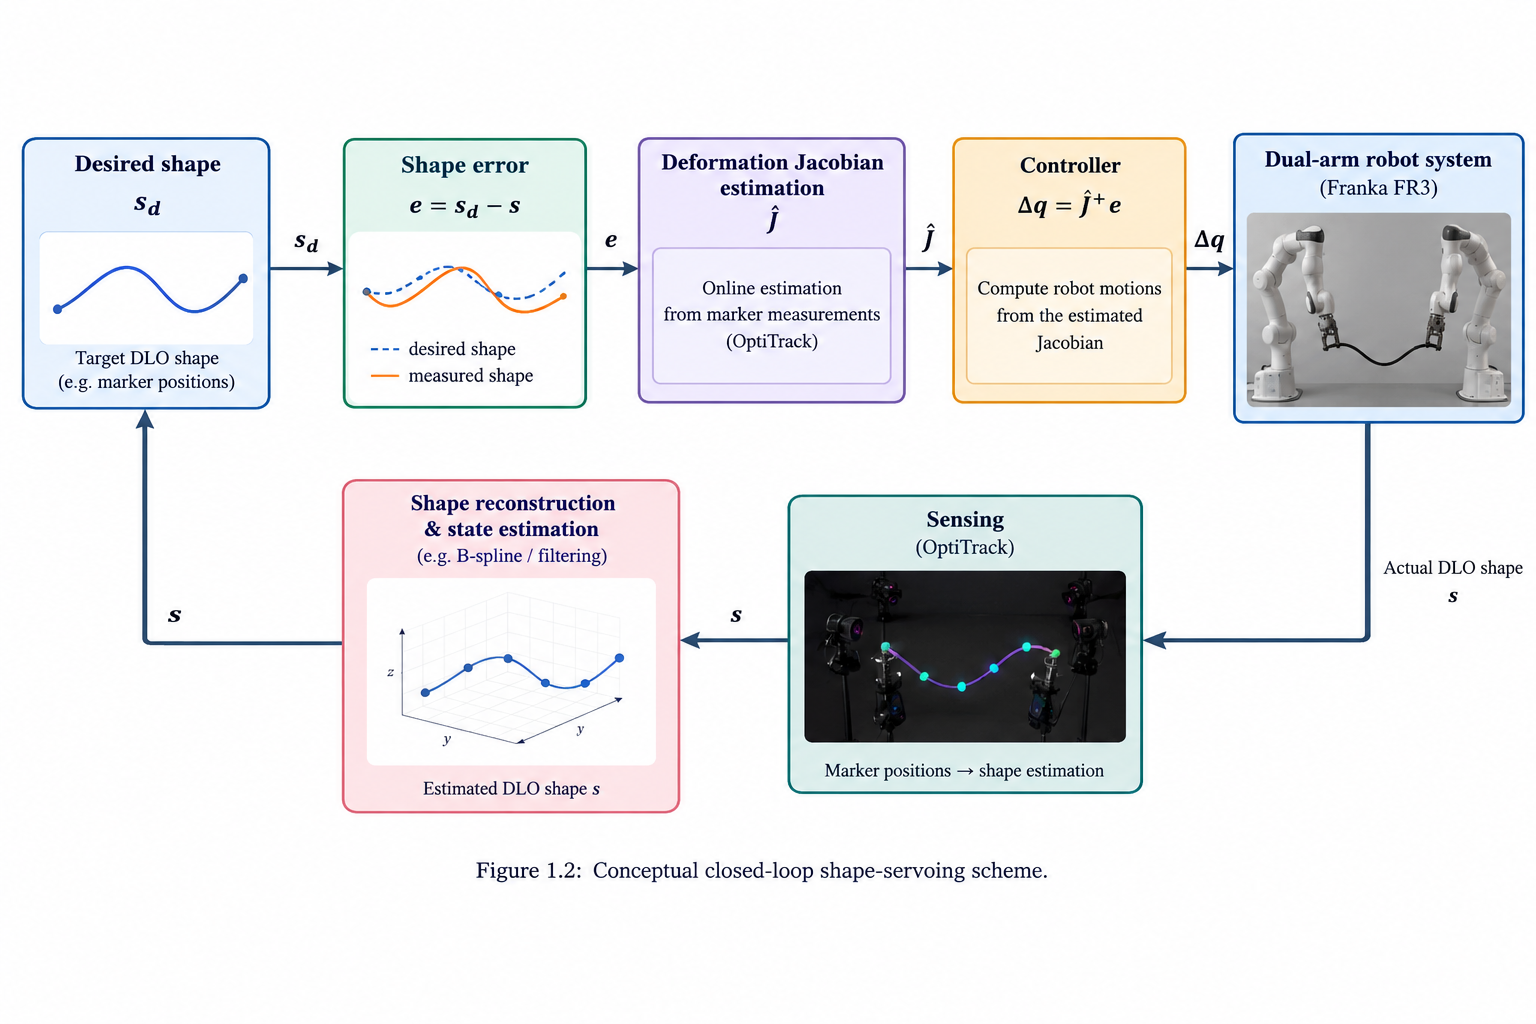 Desired shape
s_d
Target DLO shape
(e.g. marker positions)
s_d
Shape error
e = s_d − s
desired shape
measured shape
e
Deformation Jacobian
estimation
Ĵ
Online estimation
from marker measurements
(OptiTrack)
Ĵ
Controller
Δq = Ĵ⁺ e
Compute robot motions
from the estimated
Jacobian
Δq
Dual-arm robot system
(Franka FR3)
Actual DLO shape
s
Sensing
(OptiTrack)
Marker positions → shape estimation
s
Shape reconstruction
& state estimation
(e.g. B-spline / filtering)
z
y
y
Estimated DLO shape s
s
Figure 1.2: Conceptual closed-loop shape-servoing scheme.